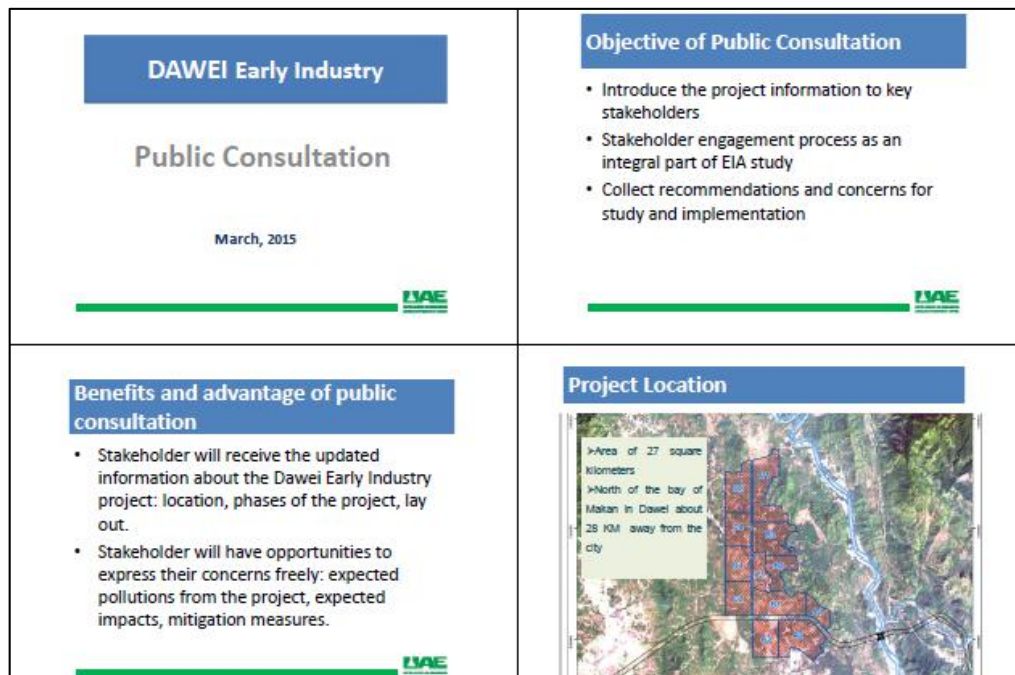 DAWEI Early Industry
Public Consultation
March, 2015
UAE
Objective of Public Consultation
• Introduce the project information to key
stakeholders
• Stakeholder engagement process as an
integral part of EIA study
• Collect recommendations and concerns for
study and implementation
UAE
Benefits and advantage of public
consultation
• Stakeholder will receive the updated
information about the Dawei Early Industry
project: location, phases of the project, lay
out.
• Stakeholder will have opportunities to
express their concerns freely: expected
pollutions from the project, expected
impacts, mitigation measures.
UAE
Project Location
➢Area of 27 square
kilometers
➢North of the bay of
Makan in Dawei about
28 KM away from the
city